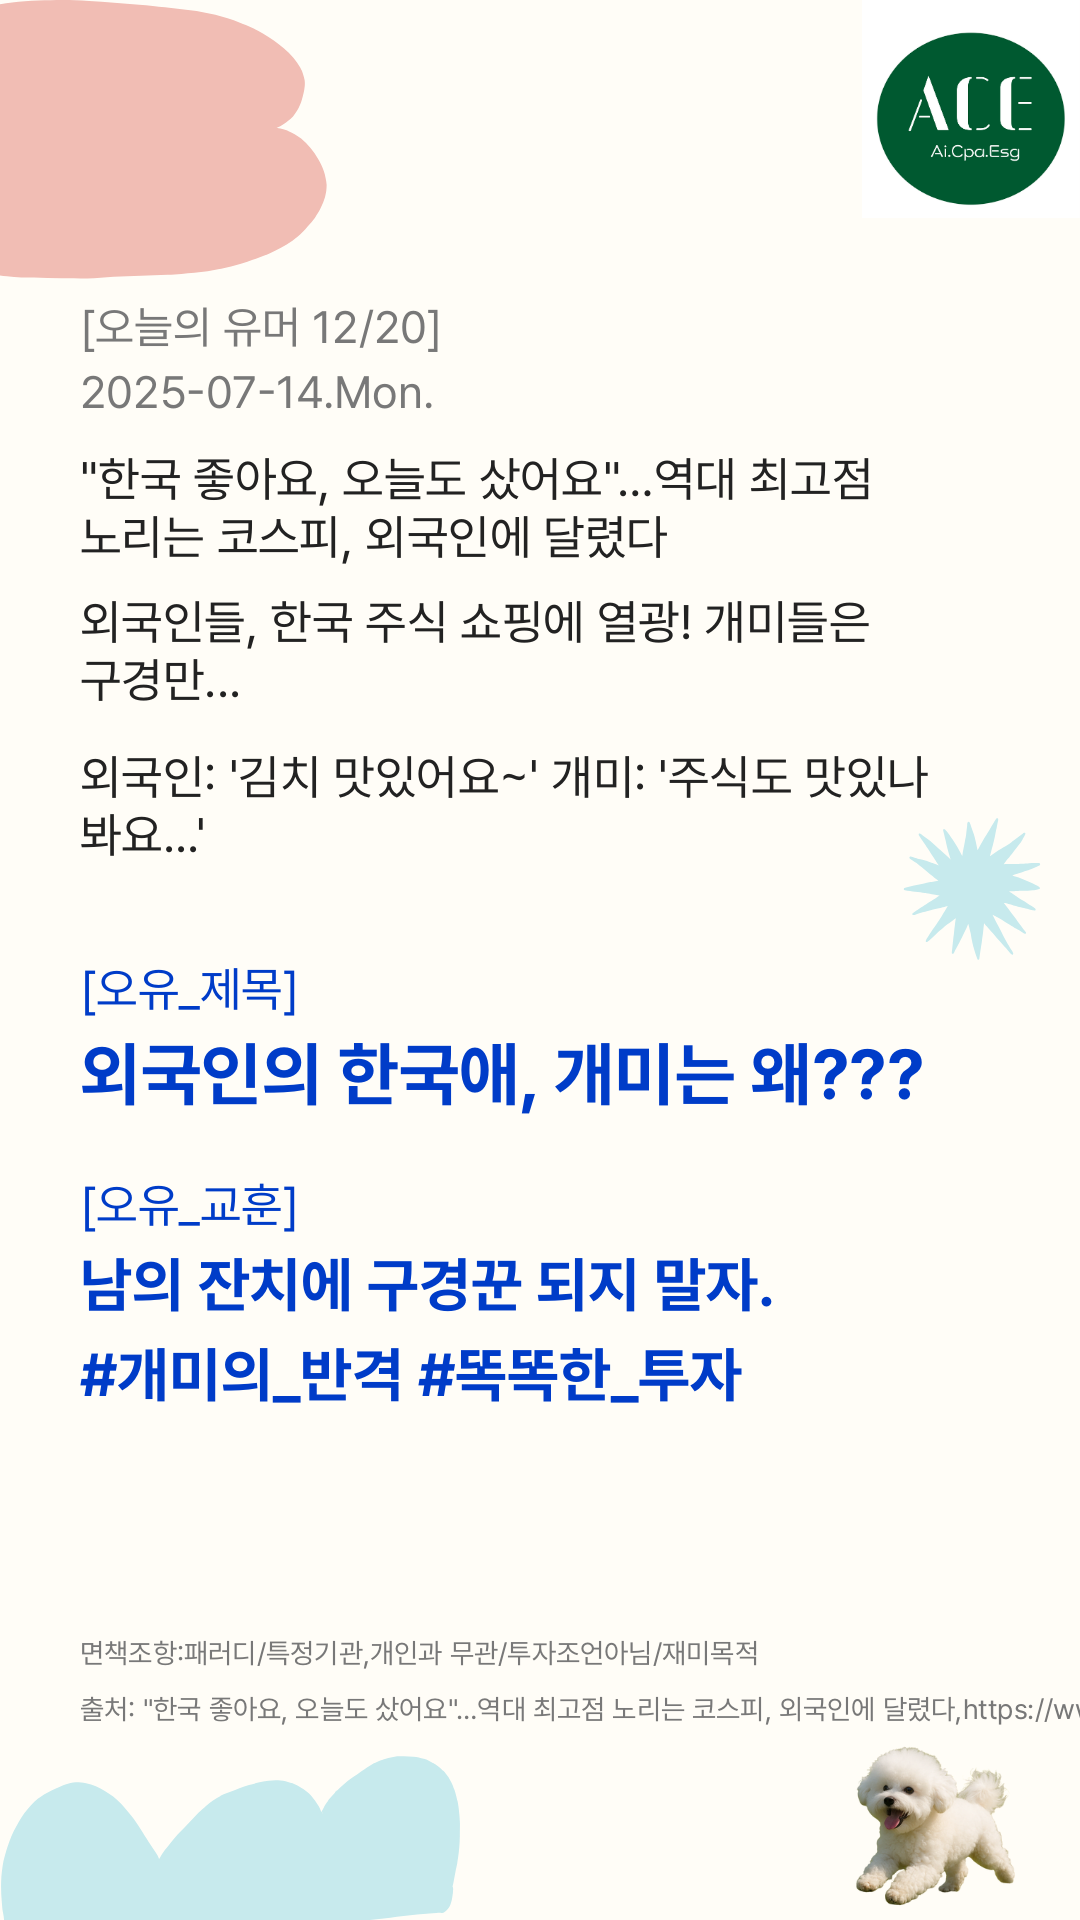 ACE
Ai.Cpa.Esg
[오늘의 유머 12/20]
2025-07-14.Mon.
"한국 좋아요, 오늘도 샀어요"...역대 최고점
노리는 코스피, 외국인에 달렸다
외국인들, 한국 주식 쇼핑에 열광! 개미들은
구경만...
외국인: '김치 맛있어요~' 개미: '주식도 맛있나
봐요...'
[오유_제목]
외국인의 한국애, 개미는 왜???
[오유_교훈]
남의 잔치에 구경꾼 되지 말자.
#개미의_반격 #똑똑한_투자
면책조항:패러디/특정기관,개인과 무관/투자조언아님/재미목적
출처: "한국 좋아요, 오늘도 샀어요"...역대 최고점 노리는 코스피, 외국인에 달렸다,https://w